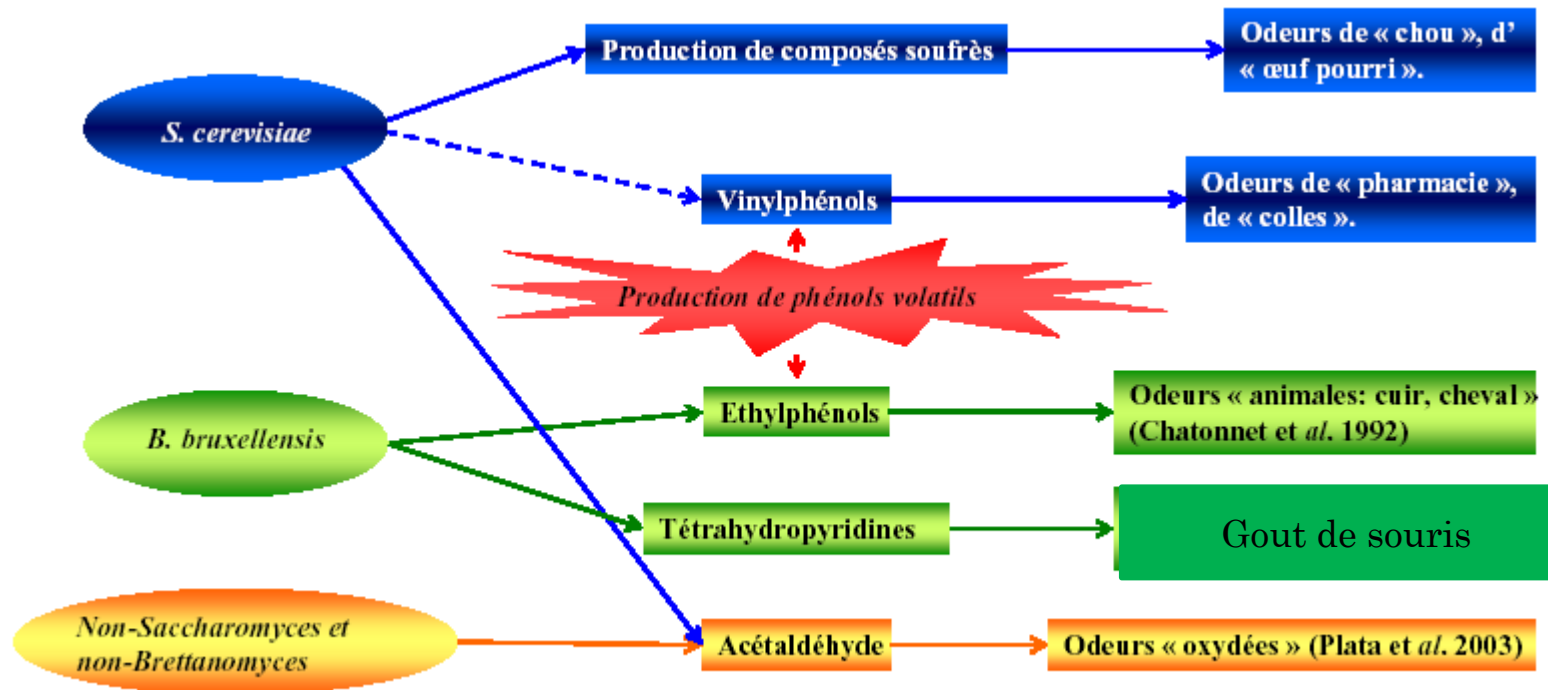 Production de composés soufrès
Odeurs de « chou », d’
« œuf pourri ».
S. cerevisiae
Vinylphénols
Odeurs de « pharmacie »,
de « colles ».
Production de phénols volatils
B. bruxellensis
Ethylphénols
Odeurs « animales: cuir, cheval »
(Chatonnet et al. 1992)
Tétrahydropyridines
Gout de souris
Non-Saccharomyces et
non-Brettanomyces
Acétaldéhyde
Odeurs « oxydées » (Plata et al. 2003)